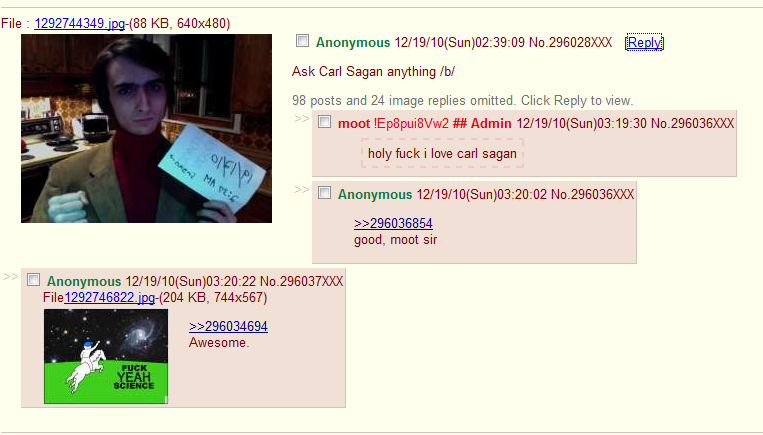 File : 1292744349.jpg-(88 KB, 640x480)
Anonymous 12/19/10(Sun)02:39:09 No.296028XXX [Reply]
Ask Carl Sagan anything /b/
98 posts and 24 image replies omitted. Click Reply to view.
>> moot !Ep8pui8Vw2 ## Admin 12/19/10(Sun)03:19:30 No.296036XXX
holy fuck i love carl sagan
>> Anonymous 12/19/10(Sun)03:20:02 No.296036XXX
>>296036854
good, moot sir
>> Anonymous 12/19/10(Sun)03:20:22 No.296037XXX
File1292746822.jpg-(204 KB, 744x567)
>>296034694
Awesome.
FUCK
YEAH
SCIENCE